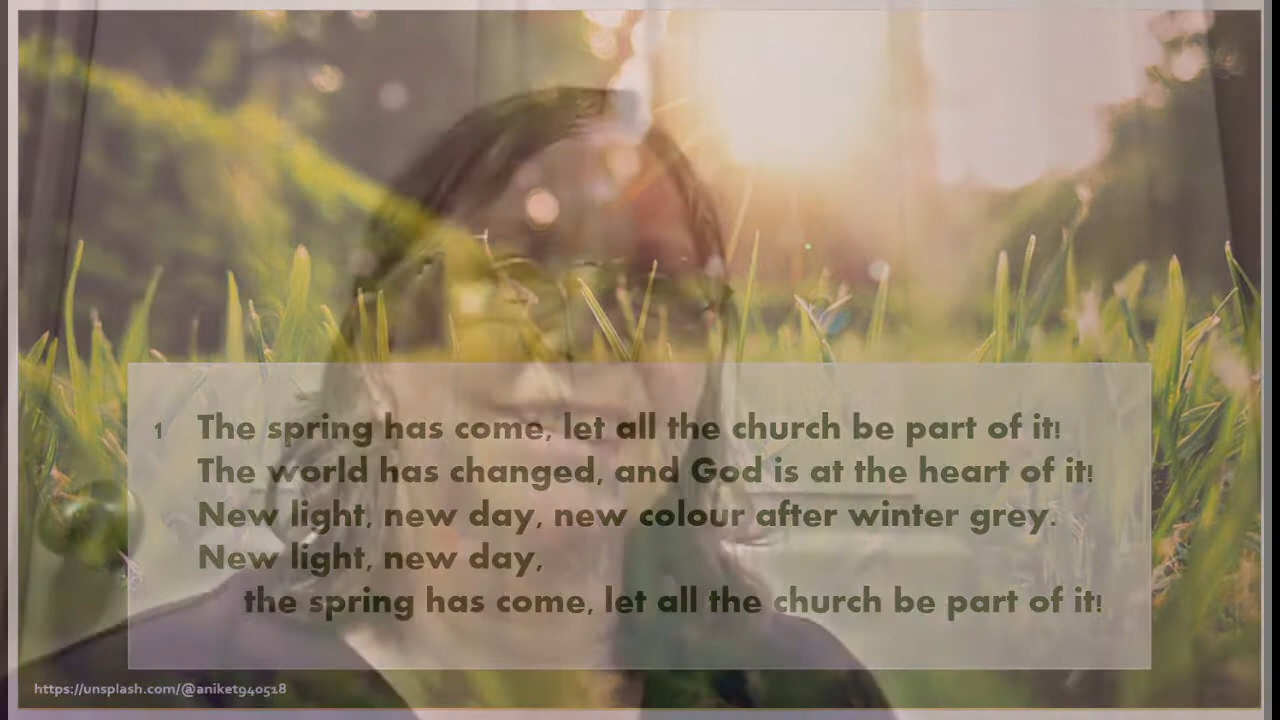 1 The spring has come, let all the church be part of it!
The world has changed, and God is at the heart of it!
New light, new day, new colour after winter grey.
New light, new day,
the spring has come, let all the church be part of it!
https://unsplash.com/@aniket940518